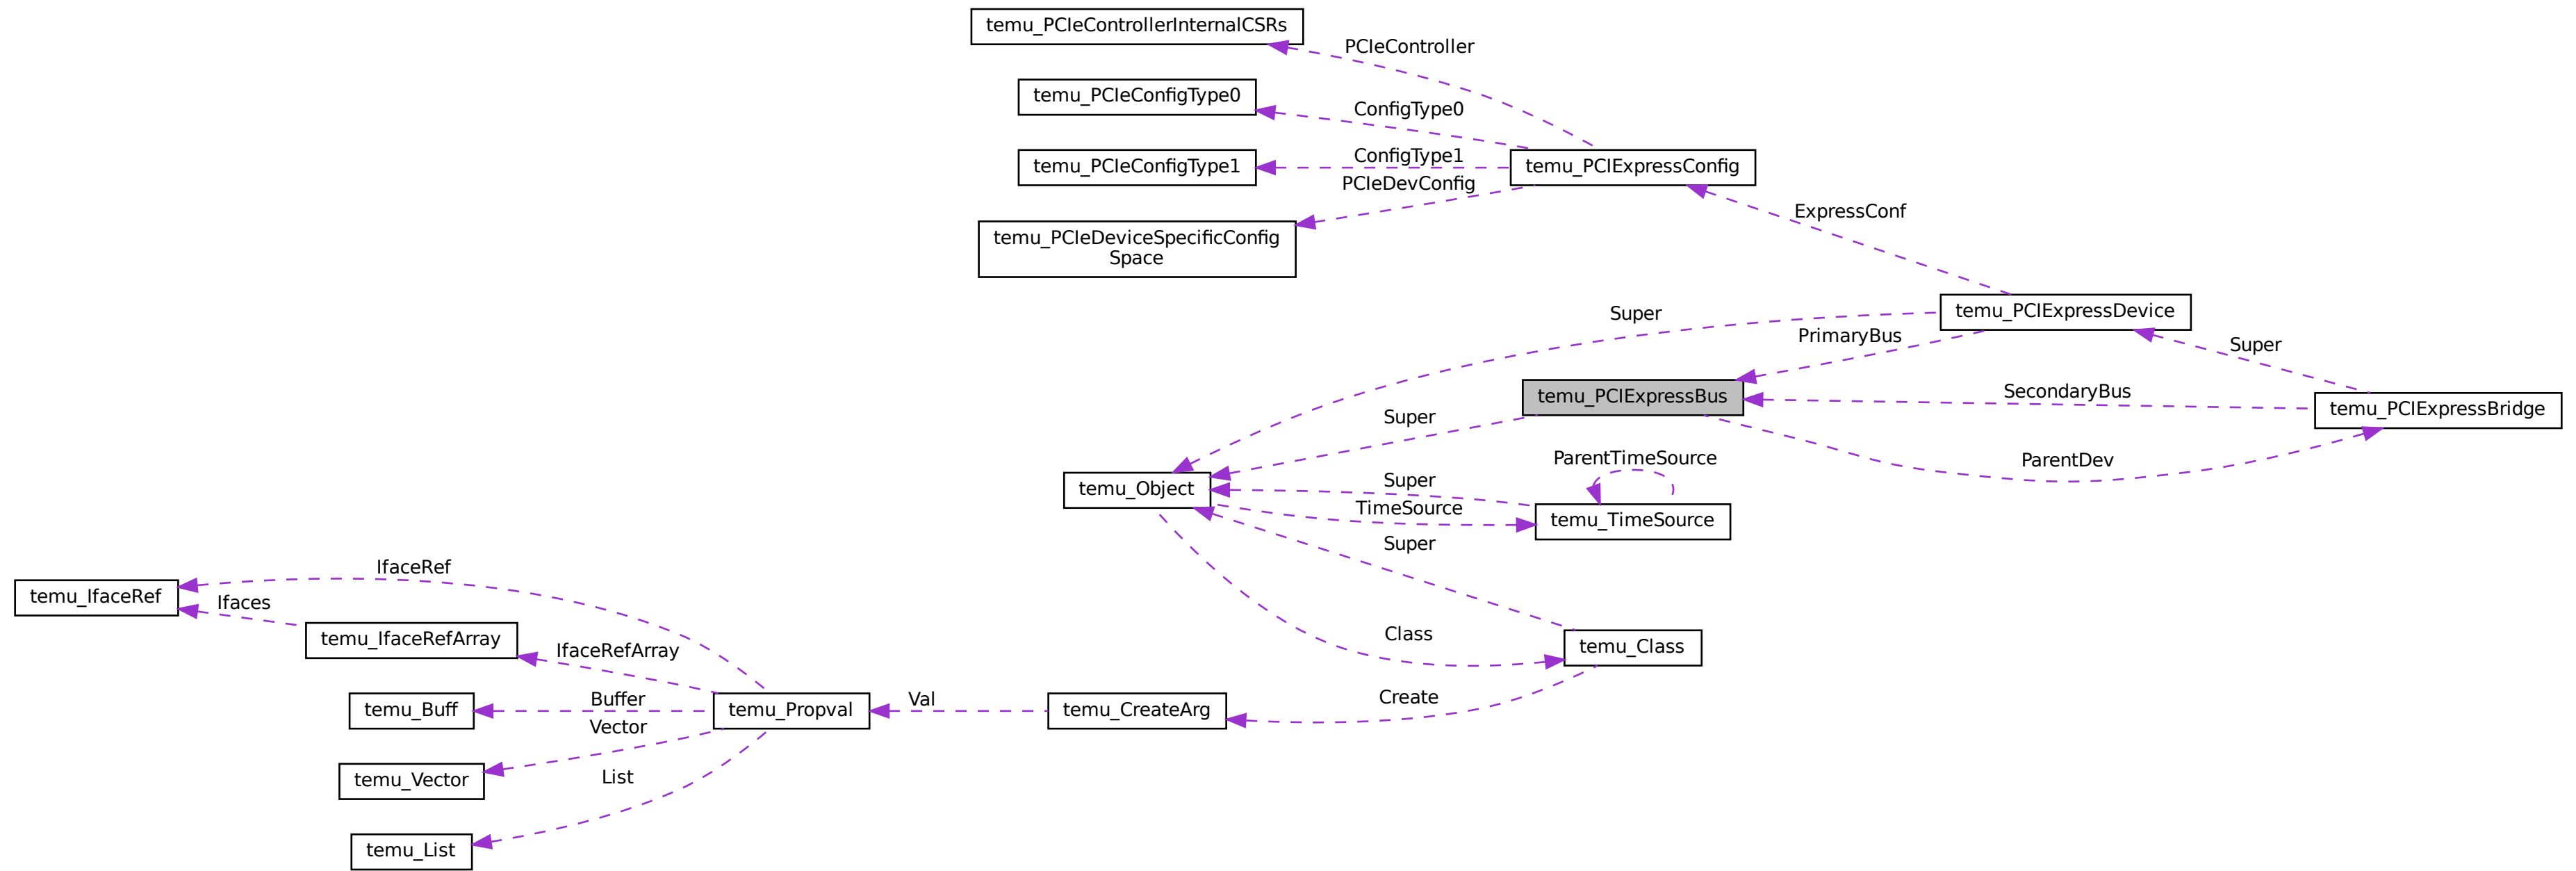 temu_PCIeControllerInternalCSRs
PCIeController
temu_PCIeConfigType0
ConfigType0
temu_PCIeConfigType1
ConfigType1
temu_PCIExpressConfig
PCIeDevConfig
temu_PCIeDeviceSpecificConfig
Space
ExpressConf
temu_PCIExpressDevice
Super
PrimaryBus
Super
temu_PCIExpressBus
SecondaryBus
temu_PCIExpressBridge
Super
ParentDev
ParentTimeSource
temu_Object
Super
TimeSource
temu_TimeSource
Super
IfaceRef
temu_IfaceRef
Ifaces
temu_IfaceRefArray
IfaceRefArray
Class
temu_Class
temu_Buff
Buffer
temu_Propval
Val
temu_CreateArg
Create
Vector
temu_Vector
List
temu_List